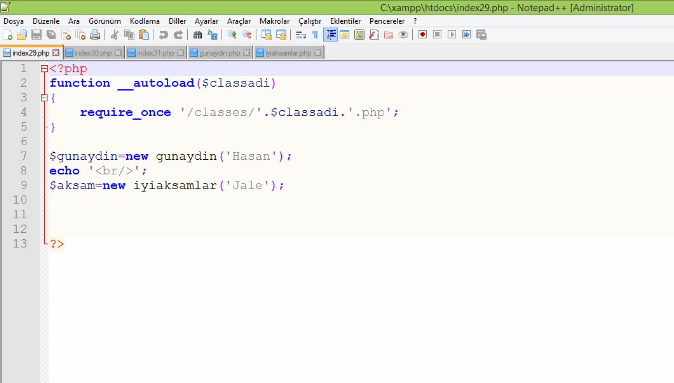 C:\xampp\htdocs\index29.php - Notepad++ [Administrator]
Dosya Düzenle Ara Görünüm Kodlama Diller Ayarlar Araçlar Makrolar Çalıştır Eklentiler Pencereler ?
index29.php index30.php index31.php gunaydin.php iyiaksamlar.php
1 <?php
2 function __autoload($classadi)
3 {
4 require_once '/classes/'.$classadi.'.php';
5 }
6
7 $gunaydin=new gunaydin('Hasan');
8 echo '<br/>';
9 $aksam=new iyiaksamlar('Jale');
10
11
12
13 ?>